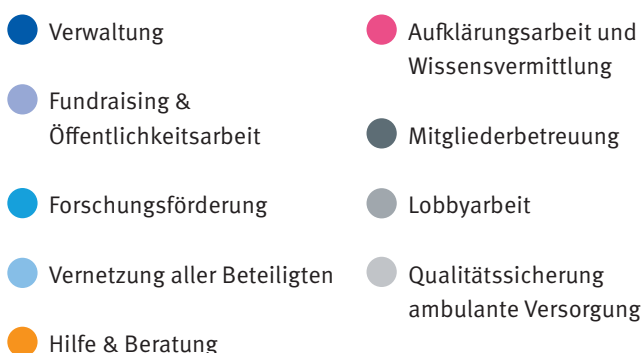 Verwaltung
Fundraising &
Öffentlichkeitsarbeit
Forschungsförderung
Vernetzung aller Beteiligten
Hilfe & Beratung
Aufklärungsarbeit und
Wissensvermittlung
Mitgliederbetreuung
Lobbyarbeit
Qualitätssicherung
ambulante Versorgung